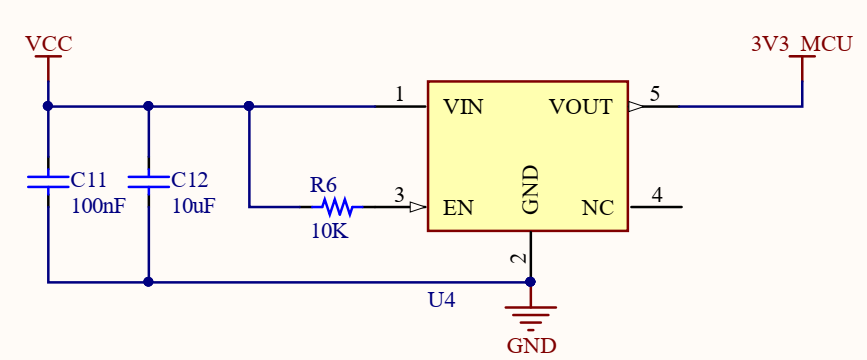 VCC
3V3_MCU
1
VIN
VOUT
5
C11
100nF
C12
10uF
R6
10K
3
EN
GND
NC
4
2
U4
GND